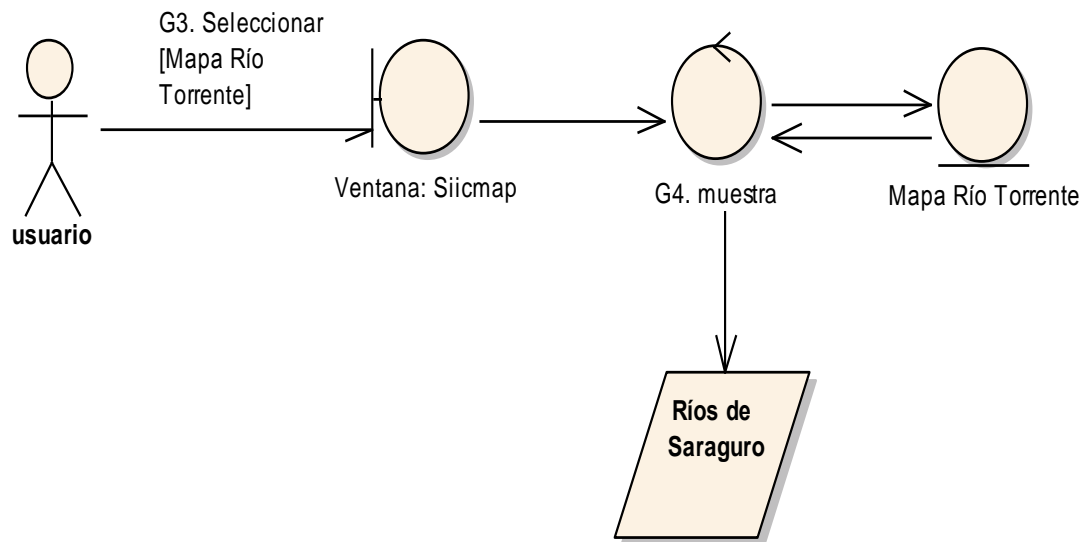 G3. Seleccionar
[Mapa Río
Torrente]
usuario
Ventana: Siicmap
G4. muestra
Mapa Río Torrente
Ríos de
Saraguro